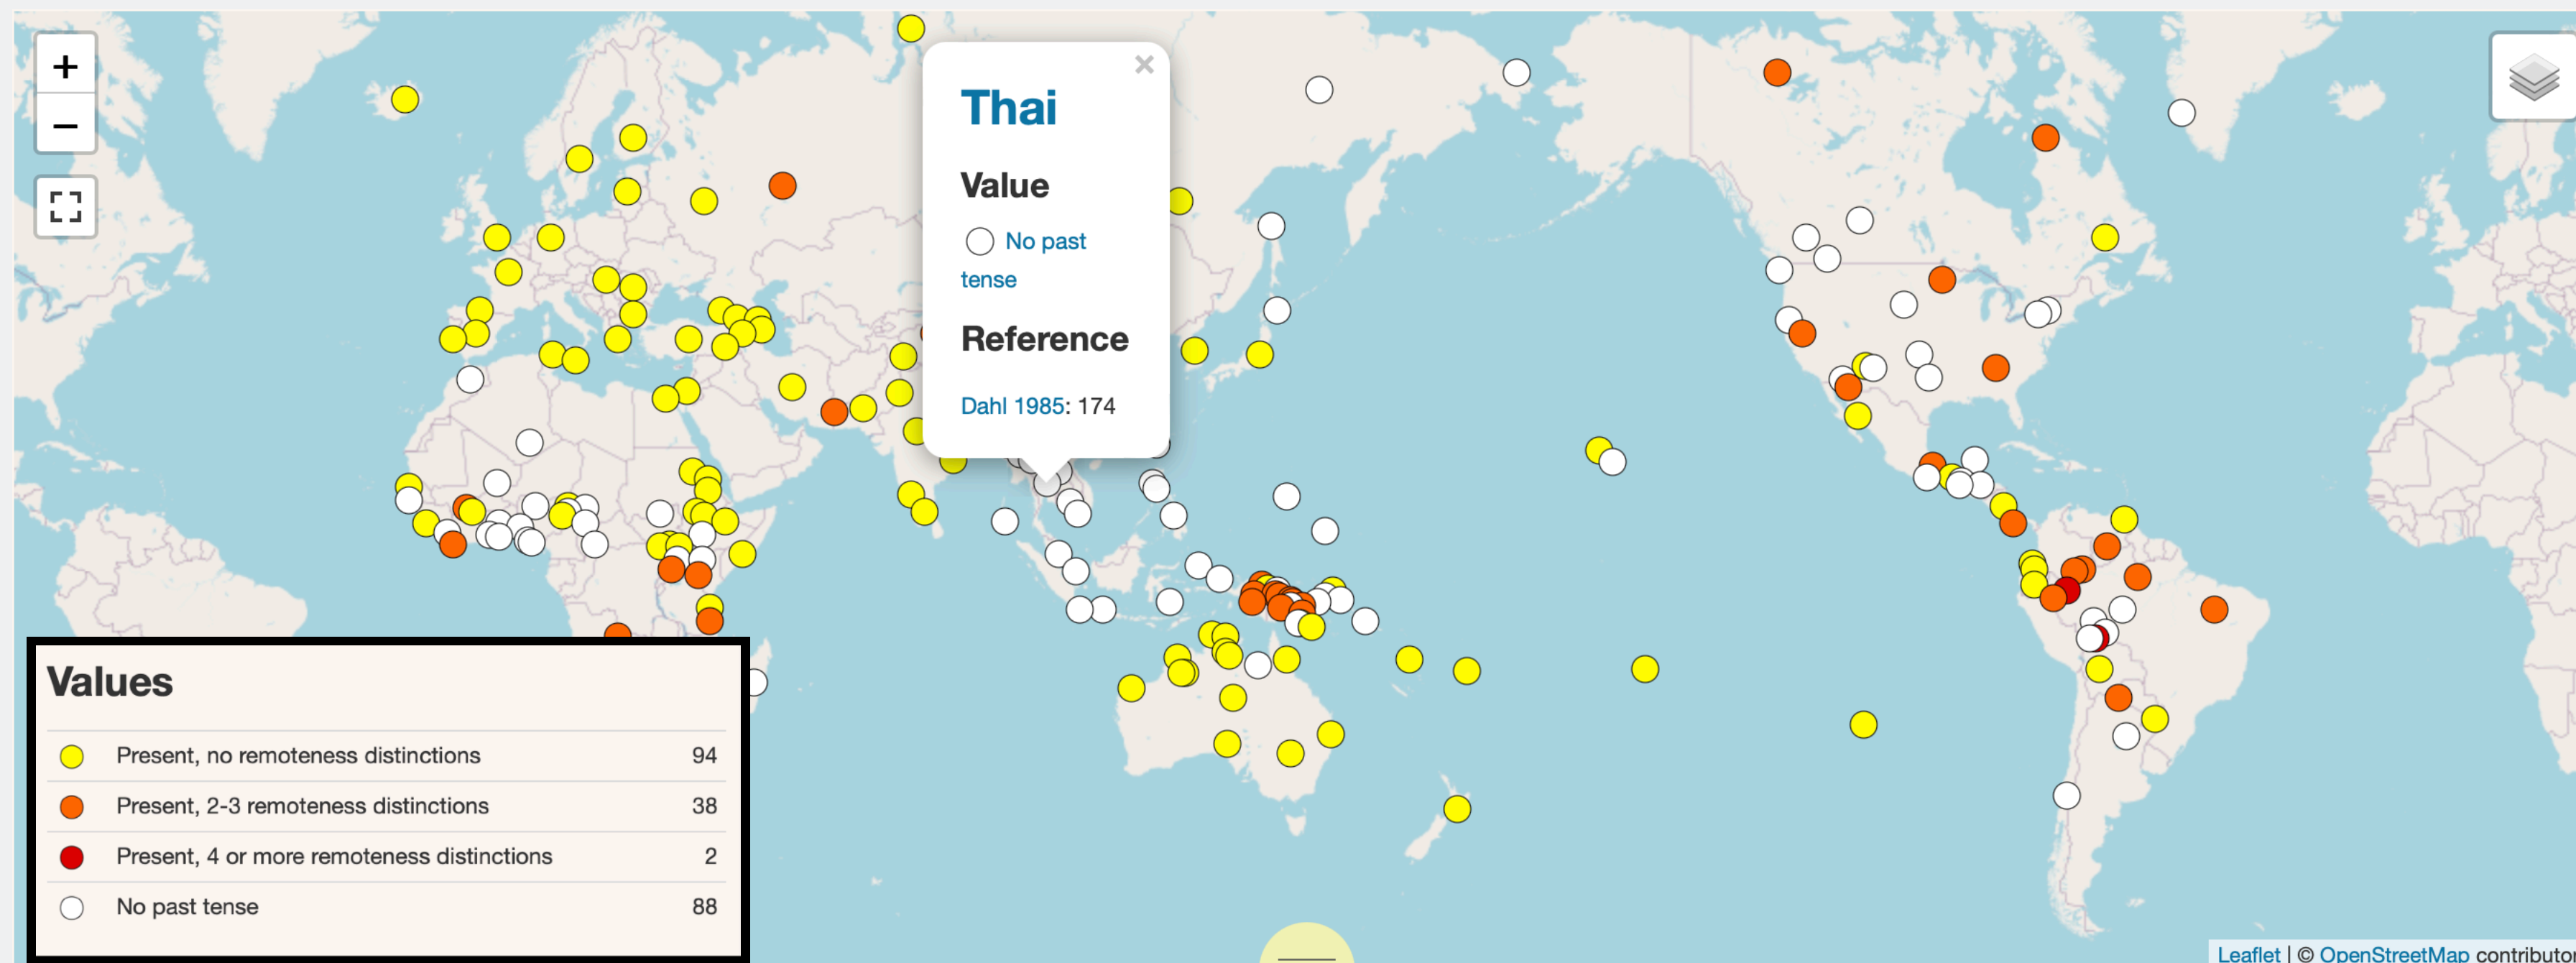 +
−
×
Thai
Value
No past
tense
Reference
Dahl 1985: 174
Values
Present, no remoteness distinctions 94
Present, 2-3 remoteness distinctions 38
Present, 4 or more remoteness distinctions 2
No past tense 88
Leaflet | © OpenStreetMap contributo